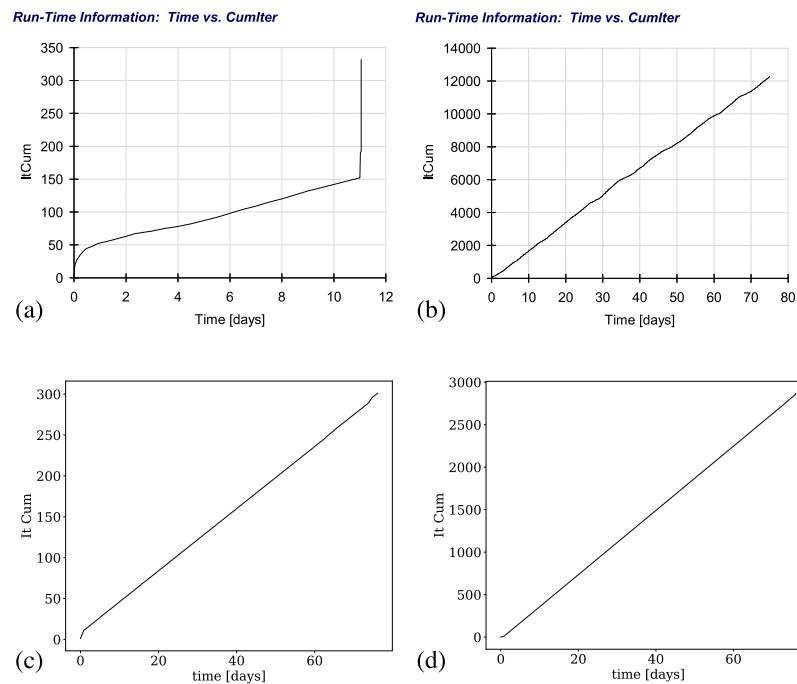 Run-Time Information: Time vs. CumIter
350
300
250
200
150
100
50
0
ItCum
0 2 4 6 8 10 12
Time [days]
(a)
Run-Time Information: Time vs. CumIter
14000
12000
10000
8000
6000
4000
2000
0
ItCum
0 10 20 30 40 50 60 70 80
Time [days]
(b)
300
250
200
150
100
50
0
It Cum
0 20 40 60
time [days]
(c)
3000
2500
2000
1500
1000
500
0
It Cum
0 20 40 60
time [days]
(d)